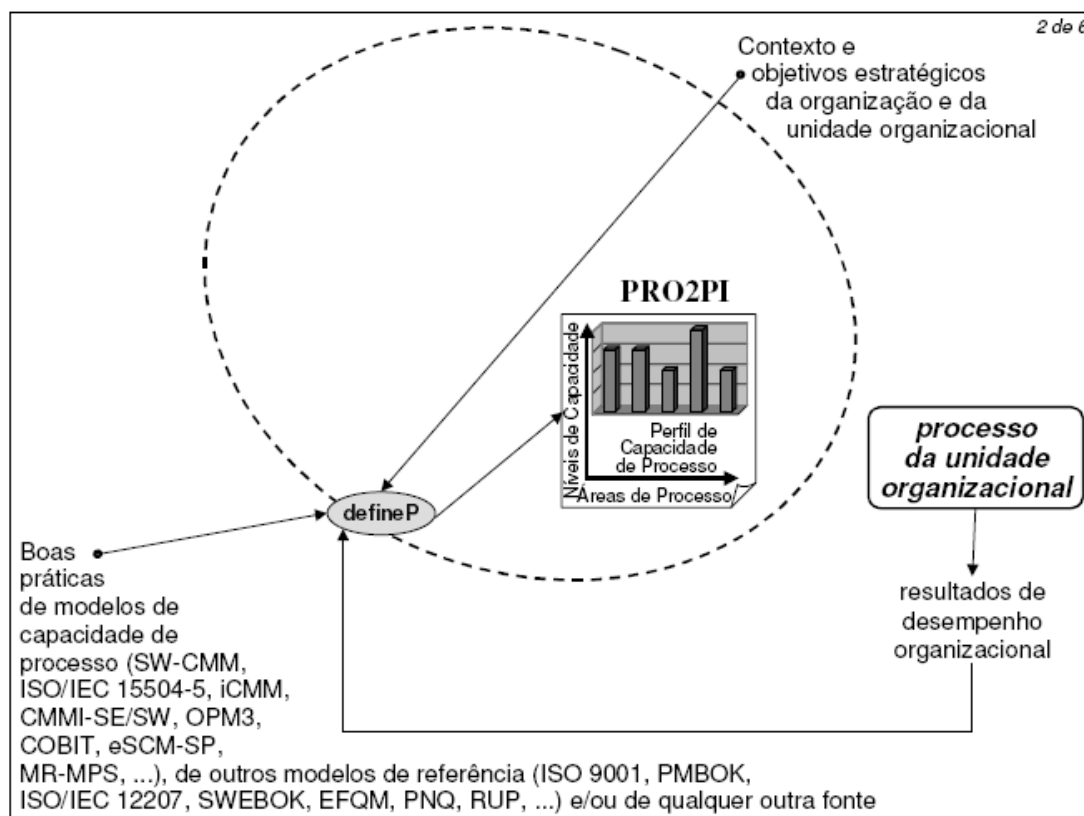 2 de 6
Contexto e
objetivos estratégicos
da organização e da
unidade organizacional
PRO2PI
Níveis de Capacidade
Perfil de
Capacidade
de Processo
Áreas de Processo
processo
da unidade
organizacional
defineP
resultados de
desempenho
organizacional
Boas
práticas
de modelos de
capacidade de
processo (SW-CMM,
ISO/IEC 15504-5, iCMM,
CMMI-SE/SW, OPM3,
COBIT, eSCM-SP,
MR-MPS, ...), de outros modelos de referência (ISO 9001, PMBOK,
ISO/IEC 12207, SWEBOK, EFQM, PNQ, RUP, ...) e/ou de qualquer outra fonte